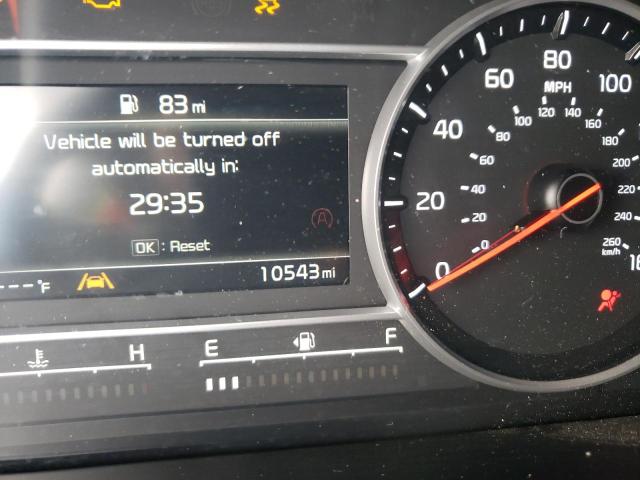 83 mi
Vehicle will be turned off
automatically in:
29:35
OK : Reset
---°F
10543 mi
H
E
F
0
20
40
60
80
100
MPH
0
20
40
60
80
100
120
140
160
180
200
220
240
260
km/h
A